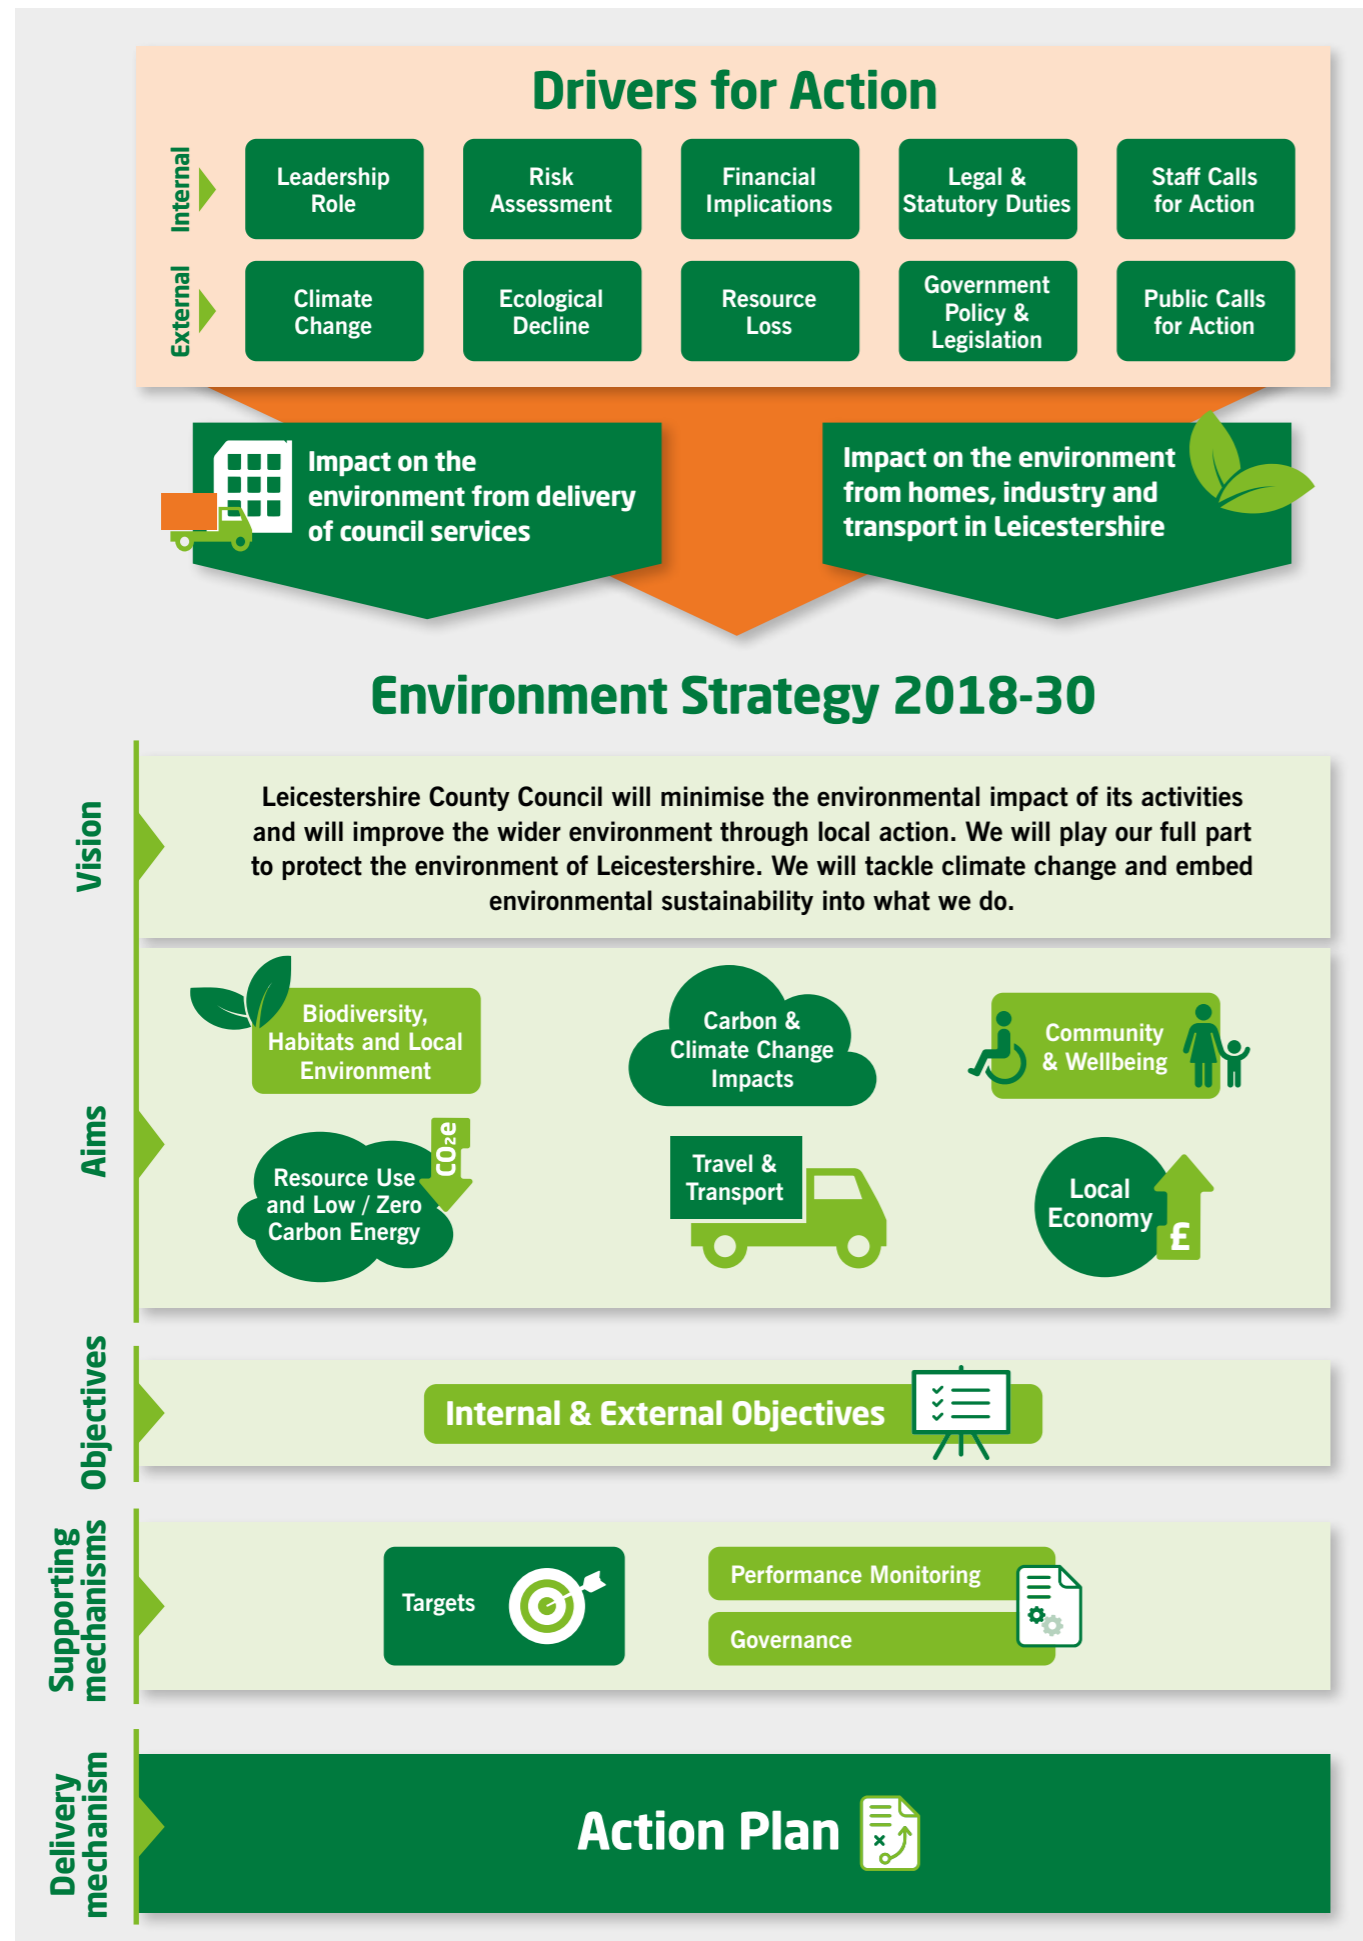 Drivers for Action
Internal
Leadership
Role
Risk
Assessment
Financial
Implications
Legal &
Statutory Duties
Staff Calls
for Action
External
Climate
Change
Ecological
Decline
Resource
Loss
Government
Policy &
Legislation
Public Calls
for Action
Impact on the
environment from delivery
of council services
Impact on the environment
from homes, industry and
transport in Leicestershire
Environment Strategy 2018-30
Vision
Leicestershire County Council will minimise the environmental impact of its activities
and will improve the wider environment through local action. We will play our full part
to protect the environment of Leicestershire. We will tackle climate change and embed
environmental sustainability into what we do.
Aims
Biodiversity,
Habitats and Local
Environment
Carbon &
Climate Change
Impacts
Community
& Wellbeing
Resource Use
and Low / Zero
Carbon Energy
CO₂e
Travel &
Transport
Local
Economy
£
Objectives
Internal & External Objectives
Supporting
mechanisms
Targets
Performance Monitoring
Governance
Delivery
mechanism
Action Plan